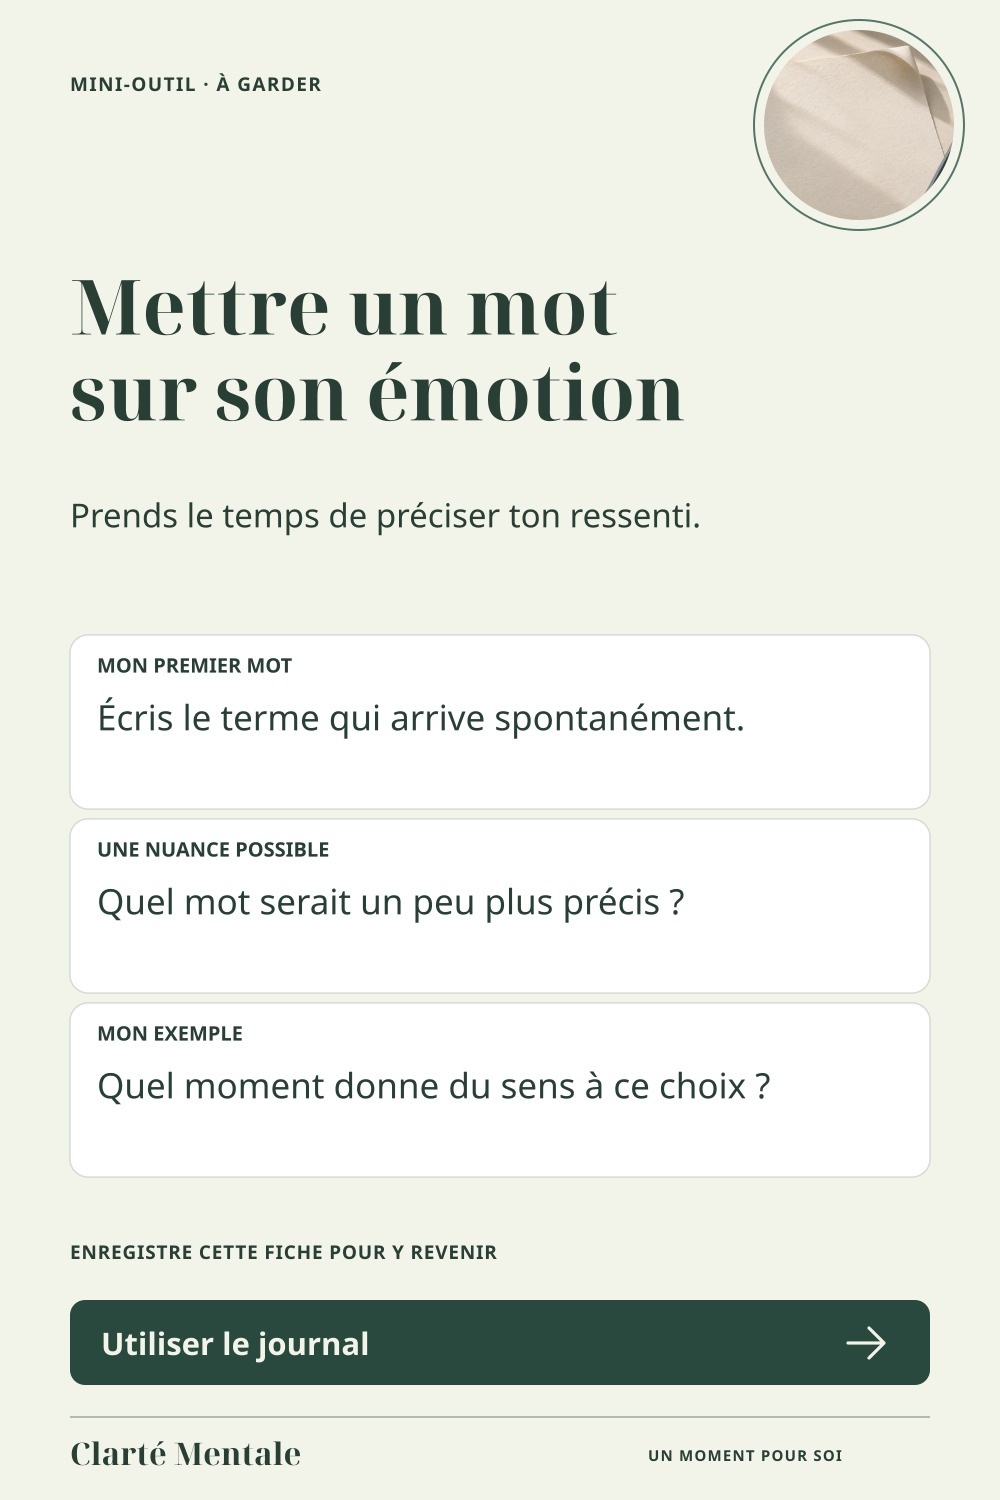 MINI-OUTIL · À GARDER
Mettre un mot
sur son émotion
Prends le temps de préciser ton ressenti.
MON PREMIER MOT
Écris le terme qui arrive spontanément.
UNE NUANCE POSSIBLE
Quel mot serait un peu plus précis ?
MON EXEMPLE
Quel moment donne du sens à ce choix ?
ENREGISTRE CETTE FICHE POUR Y REVENIR
Utiliser le journal
Clarté Mentale
UN MOMENT POUR SOI